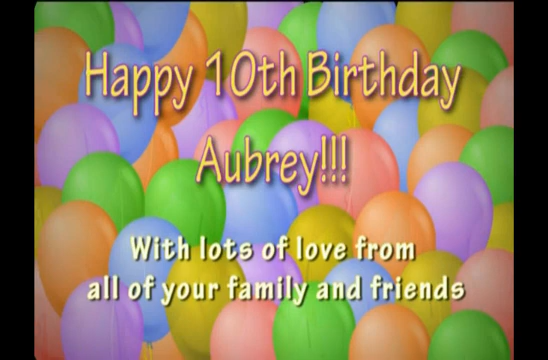 Happy 10th Birthday
Aubrey!!!
With lots of love from
all of your family and friends